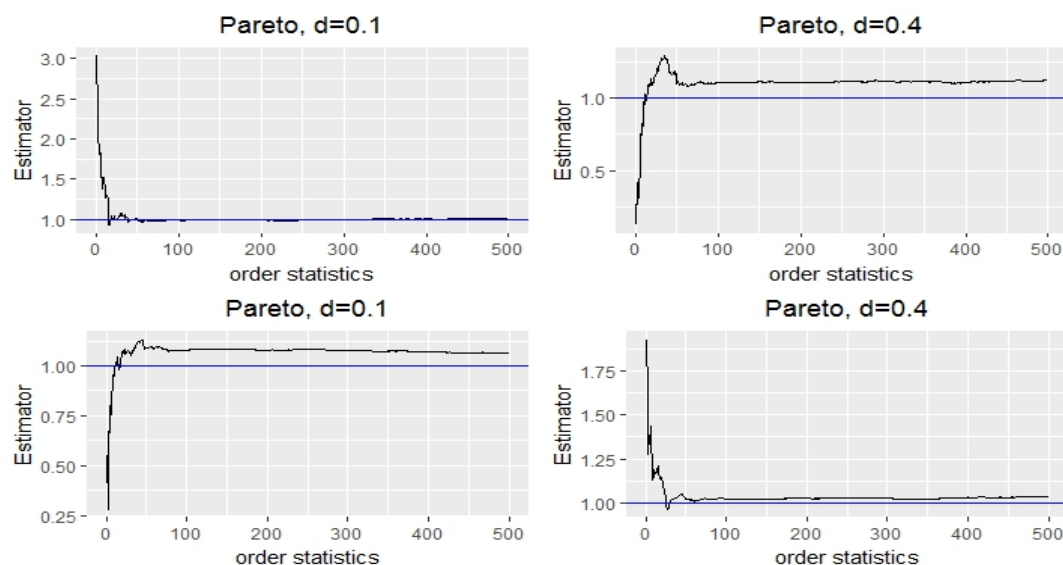 Pareto, d=0.1
Estimator
3.0
2.5
2.0
1.5
1.0
0 100 200 300 400 500
order statistics
Pareto, d=0.4
Estimator
1.0
0.5
0 100 200 300 400 500
order statistics
Pareto, d=0.1
Estimator
1.00
0.75
0.50
0.25
0 100 200 300 400 500
order statistics
Pareto, d=0.4
Estimator
1.75
1.50
1.25
1.00
0 100 200 300 400 500
order statistics